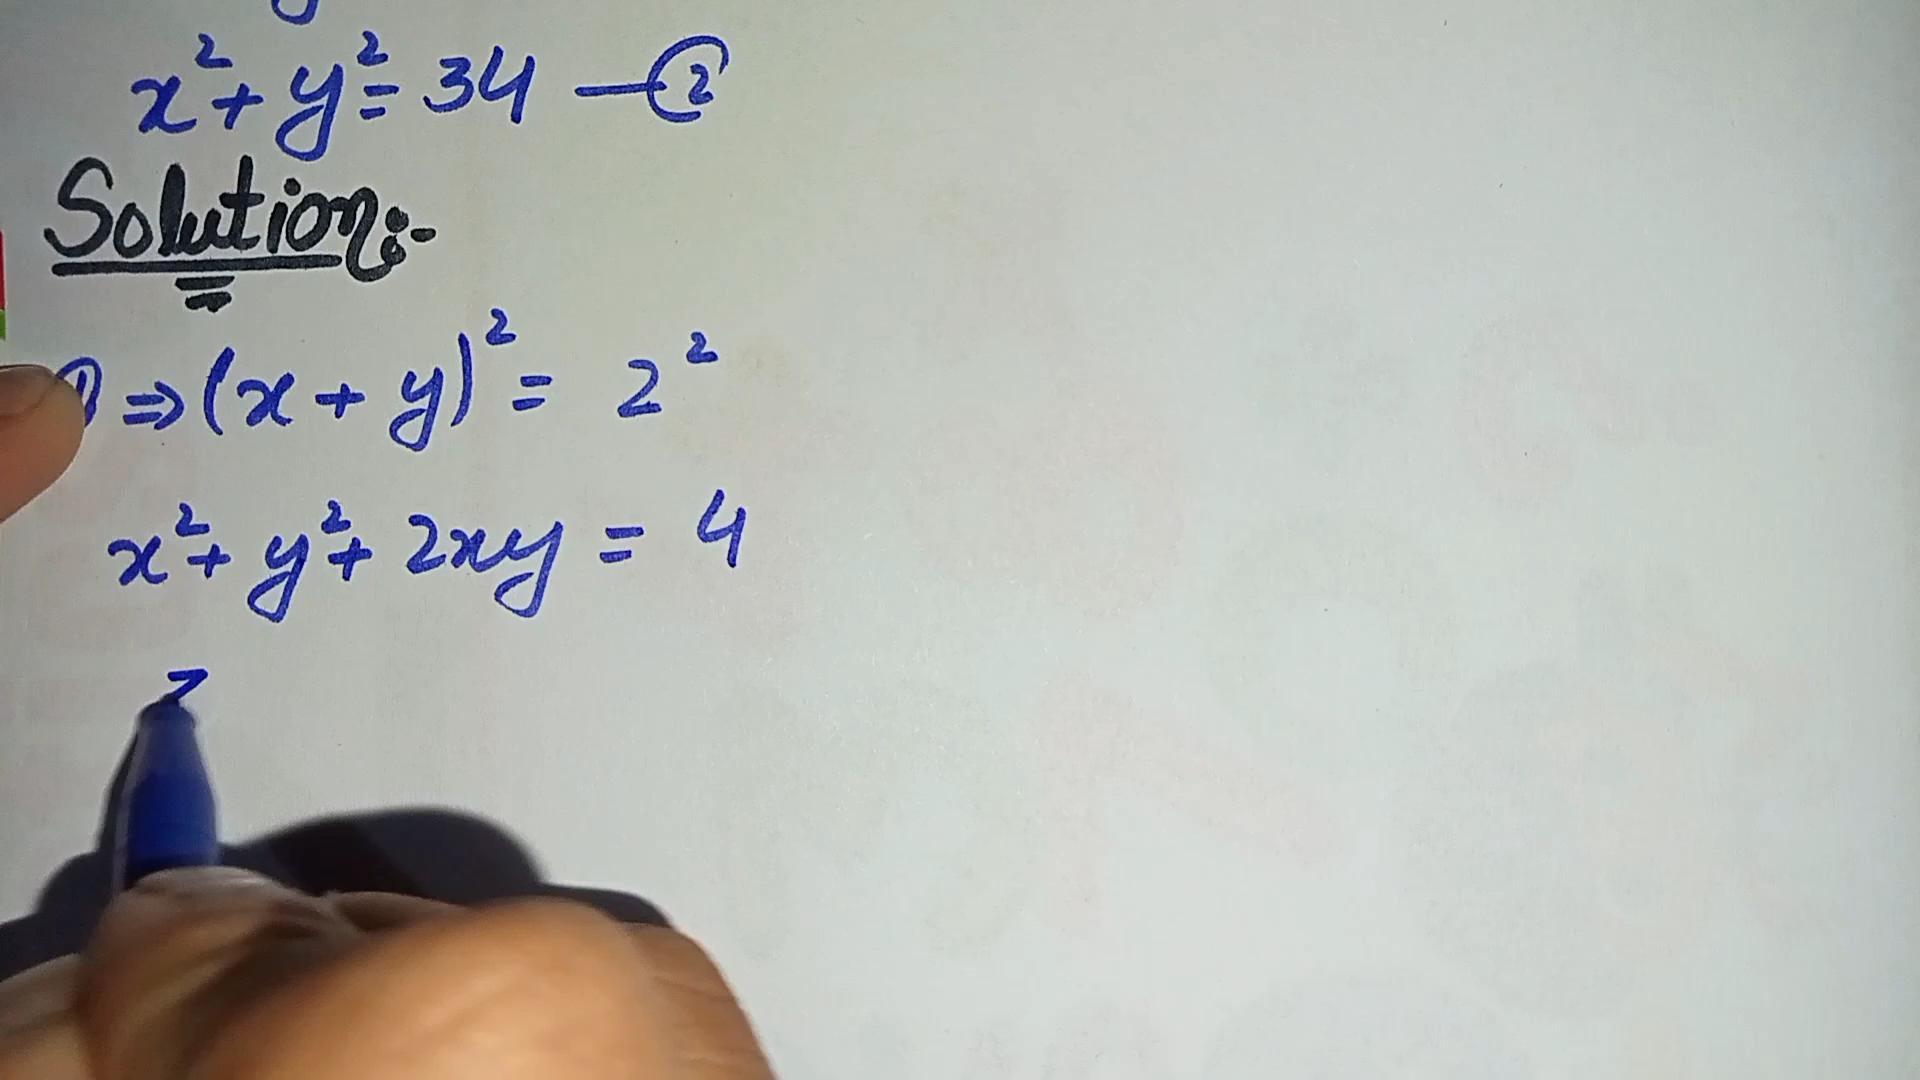 x² + y² = 34 —②
Solution:-
① ⇒ (x + y)² = 2²
x² + y² + 2xy = 4